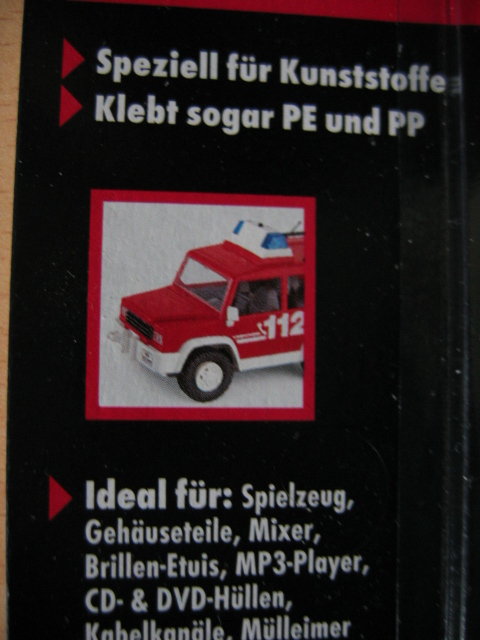 Speziell für Kunststoffe
Klebt sogar PE und PP
112
Ideal für: Spielzeug,
Gehäuseteile, Mixer,
Brillen-Etuis, MP3-Player,
CD- & DVD-Hüllen,
Kabelkanäle, Mülleimer